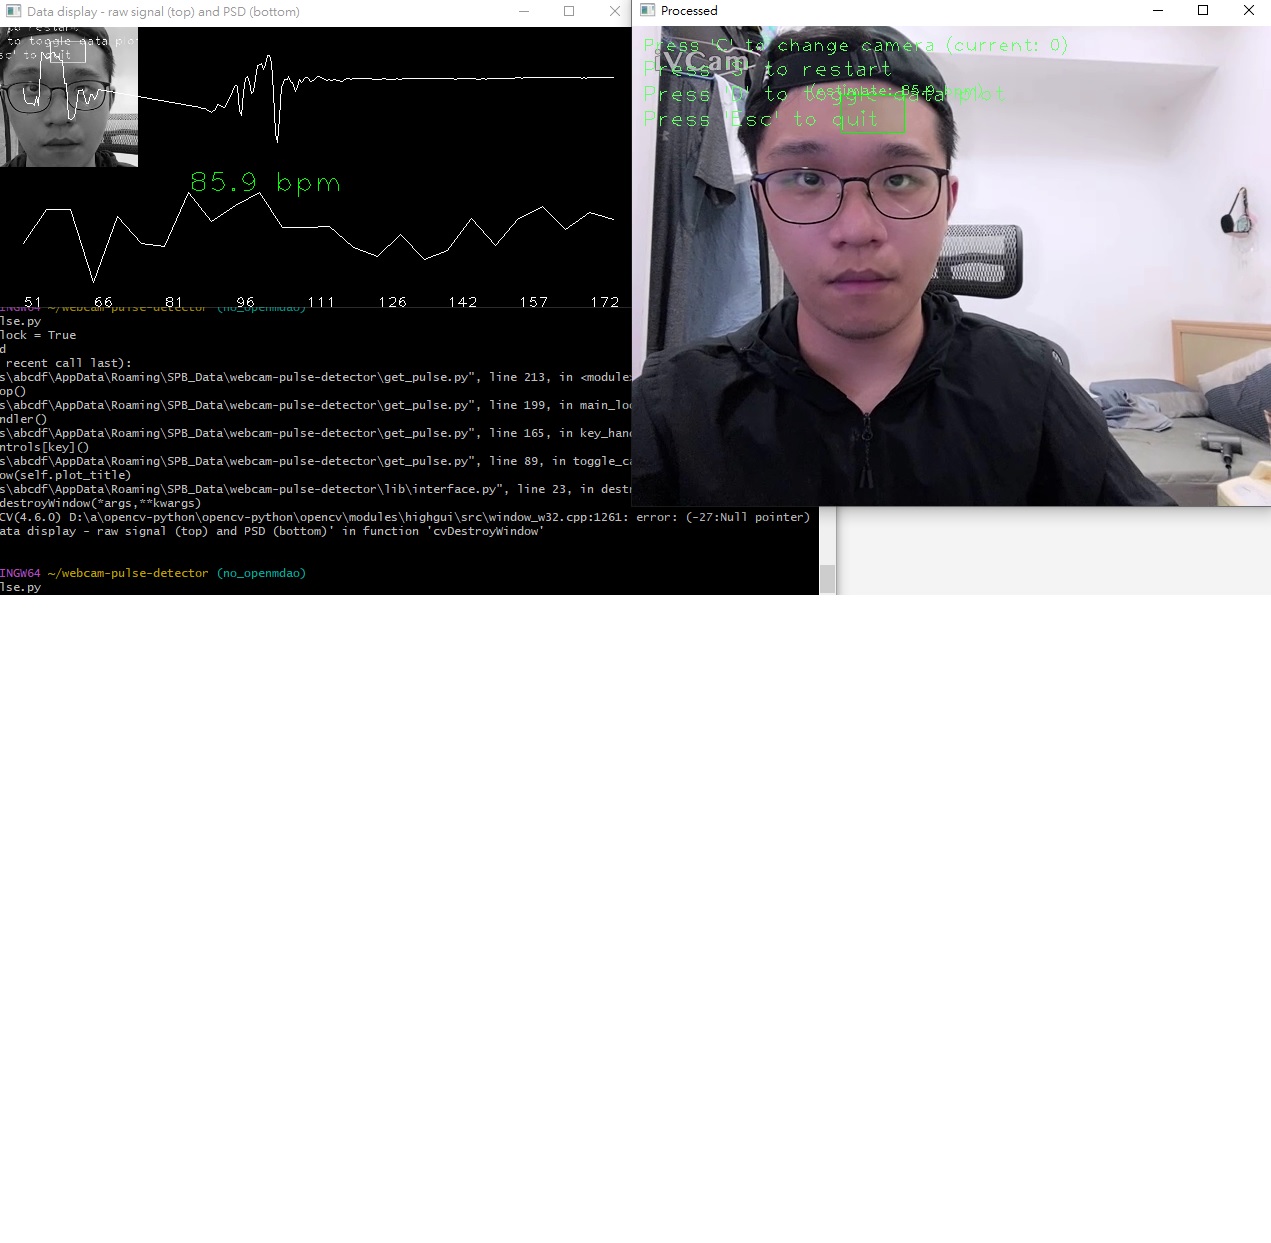 Data display - raw signal (top) and PSD (bottom)
to restart
to toggle data plot
sc' to quit
85.9 bpm
51 66 81 96 111 126 142 157 172
INGW64 ~/webcam-pulse-detector (no_openmdao)
lse.py
lock = True
d
recent call last):
s\abcdf\AppData\Roaming\SPB_Data\webcam-pulse-detector\get_pulse.py", line 213, in <module>
op()
s\abcdf\AppData\Roaming\SPB_Data\webcam-pulse-detector\get_pulse.py", line 199, in main_loo
ndler()
s\abcdf\AppData\Roaming\SPB_Data\webcam-pulse-detector\get_pulse.py", line 165, in key_hand
ntrols[key]()
s\abcdf\AppData\Roaming\SPB_Data\webcam-pulse-detector\get_pulse.py", line 89, in toggle_ca
ow(self.plot_title)
s\abcdf\AppData\Roaming\SPB_Data\webcam-pulse-detector\lib\interface.py", line 23, in destr
destroyWindow(*args,**kwargs)
CV(4.6.0) D:\a\opencv-python\opencv-python\opencv\modules\highgui\src\window_w32.cpp:1261: error: (-27:Null pointer)
ata display - raw signal (top) and PSD (bottom)' in function 'cvDestroyWindow'
INGW64 ~/webcam-pulse-detector (no_openmdao)
lse.py
Processed
iVCam
Press 'C' to change camera (current: 0)
Press 'S' to restart
Press 'D' to toggle data plot
(estimate: 85.9 bpm)
Press 'Esc' to quit